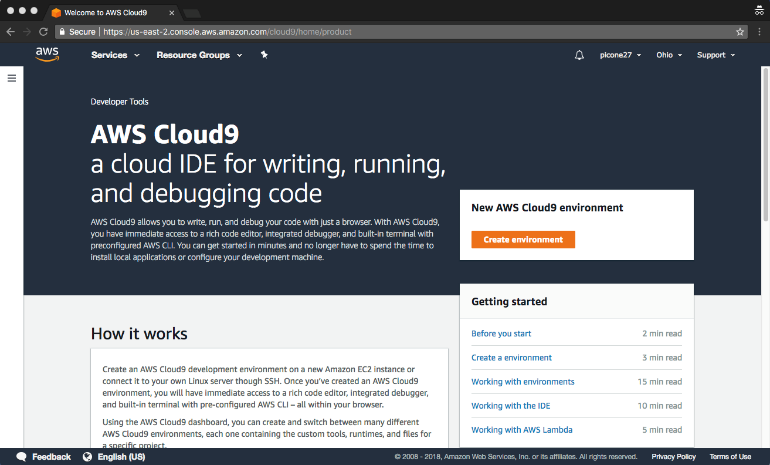 Welcome to AWS Cloud9
Secure | https://us-east-2.console.aws.amazon.com/cloud9/home/product
aws Services Resource Groups plcone27 Ohio Support
Developer Tools
AWS Cloud9
a cloud IDE for writing, running,
and debugging code
AWS Cloud9 allows you to write, run, and debug your code with just a browser. With AWS Cloud9,
you have immediate access to a rich code editor, integrated debugger, and built-in terminal with
preconfigured AWS CLI. You can get started in minutes and no longer have to spend the time to
install local applications or configure your development machine.
New AWS Cloud9 environment
Create environment
Getting started
Before you start 2 min read
Create a environment 3 min read
Working with environments 15 min read
Working with the IDE 10 min read
Working with AWS Lambda 5 min read
How it works
Create an AWS Cloud9 development environment on a new Amazon EC2 instance or
connect it to your own Linux server though SSH. Once you've created an AWS Cloud9
environment, you will have immediate access to a rich code editor, integrated debugger,
and built-in terminal with pre-configured AWS CLI – all within your browser.
Using the AWS Cloud9 dashboard, you can create and switch between many different
AWS Cloud9 environments, each one containing the custom tools, runtimes, and files for
a specific project.
Feedback English (US) © 2008 - 2018, Amazon Web Services, Inc. or its affiliates. All rights reserved. Privacy Policy Terms of Use